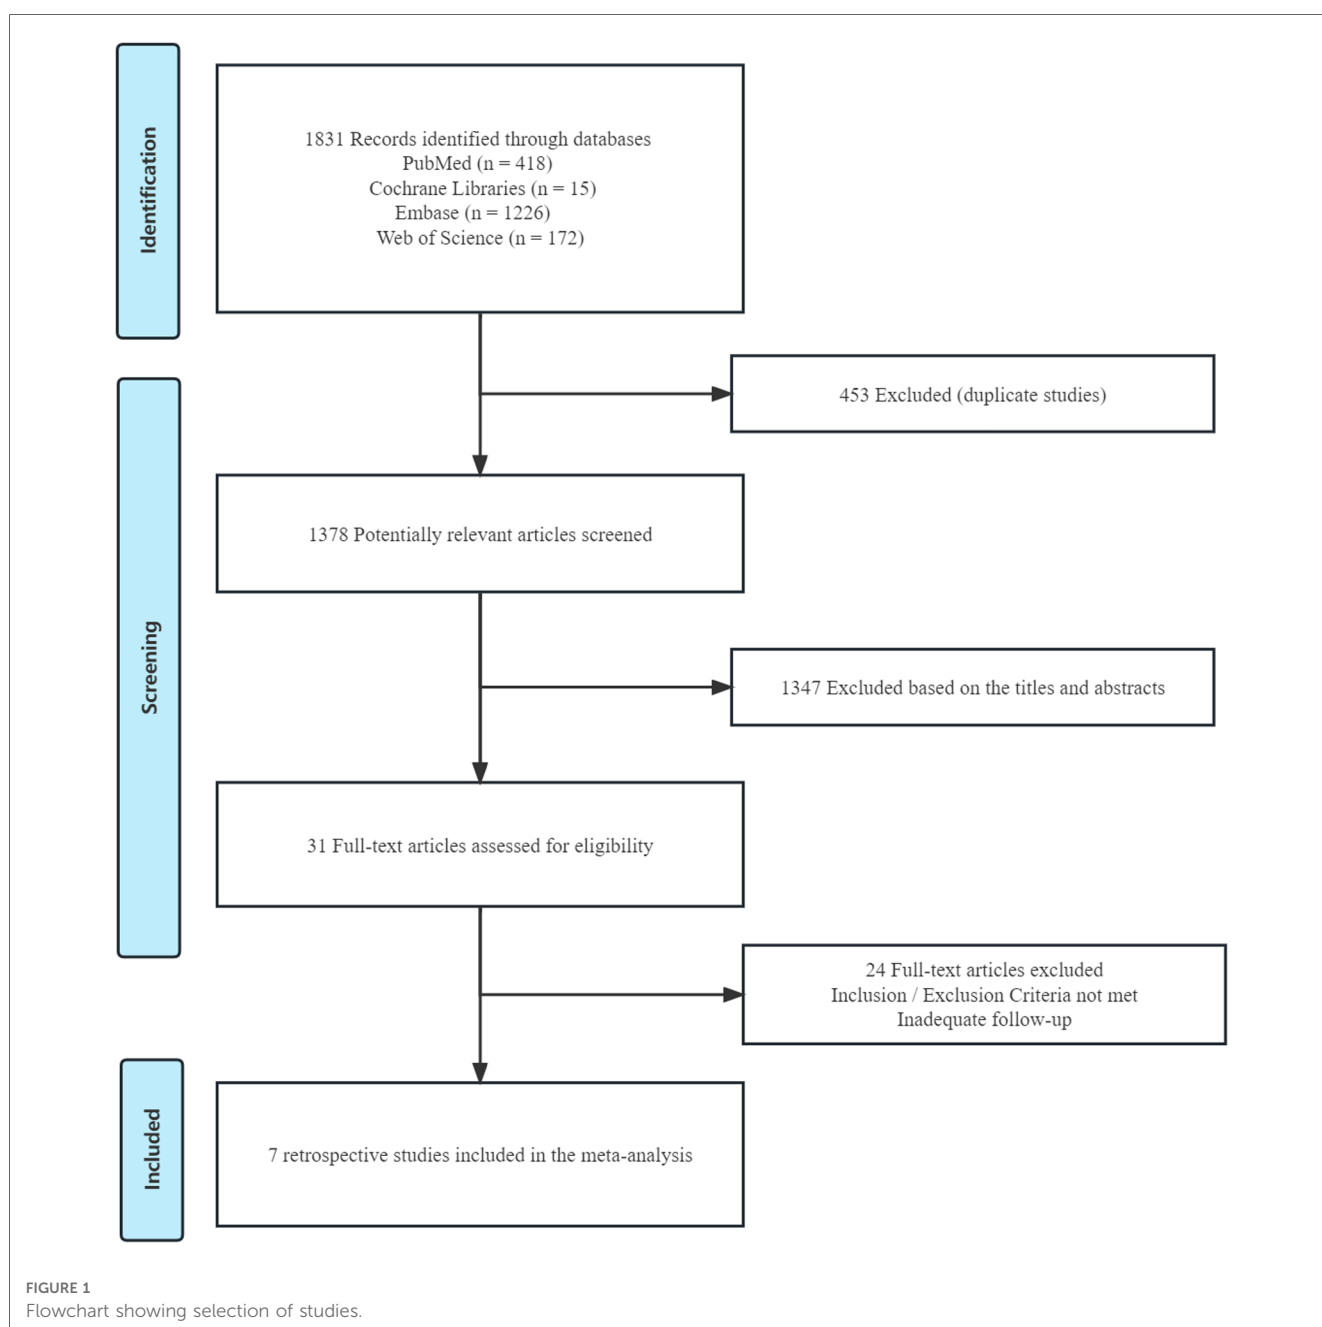 Identification
1831 Records identified through databases
PubMed (n = 418)
Cochrane Libraries (n = 15)
Embase (n = 1226)
Web of Science (n = 172)
453 Excluded (duplicate studies)
Screening
1378 Potentially relevant articles screened
1347 Excluded based on the titles and abstracts
31 Full-text articles assessed for eligibility
24 Full-text articles excluded
Inclusion / Exclusion Criteria not met
Inadequate follow-up
Included
7 retrospective studies included in the meta-analysis
FIGURE 1
Flowchart showing selection of studies.